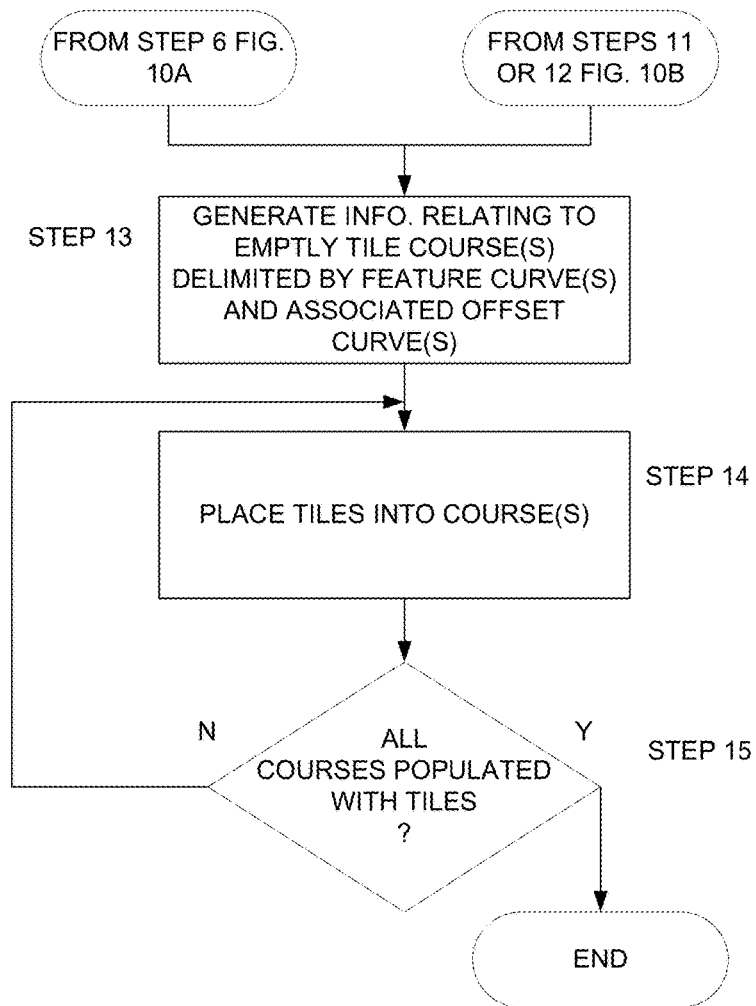 FROM STEP 6 FIG.
10A
FROM STEPS 11
OR 12 FIG. 10B
STEP 13
GENERATE INFO. RELATING TO
EMPTLY TILE COURSE(S)
DELIMITED BY FEATURE CURVE(S)
AND ASSOCIATED OFFSET
CURVE(S)
STEP 14
PLACE TILES INTO COURSE(S)
N
Y
ALL
COURSES POPULATED
WITH TILES
?
STEP 15
END